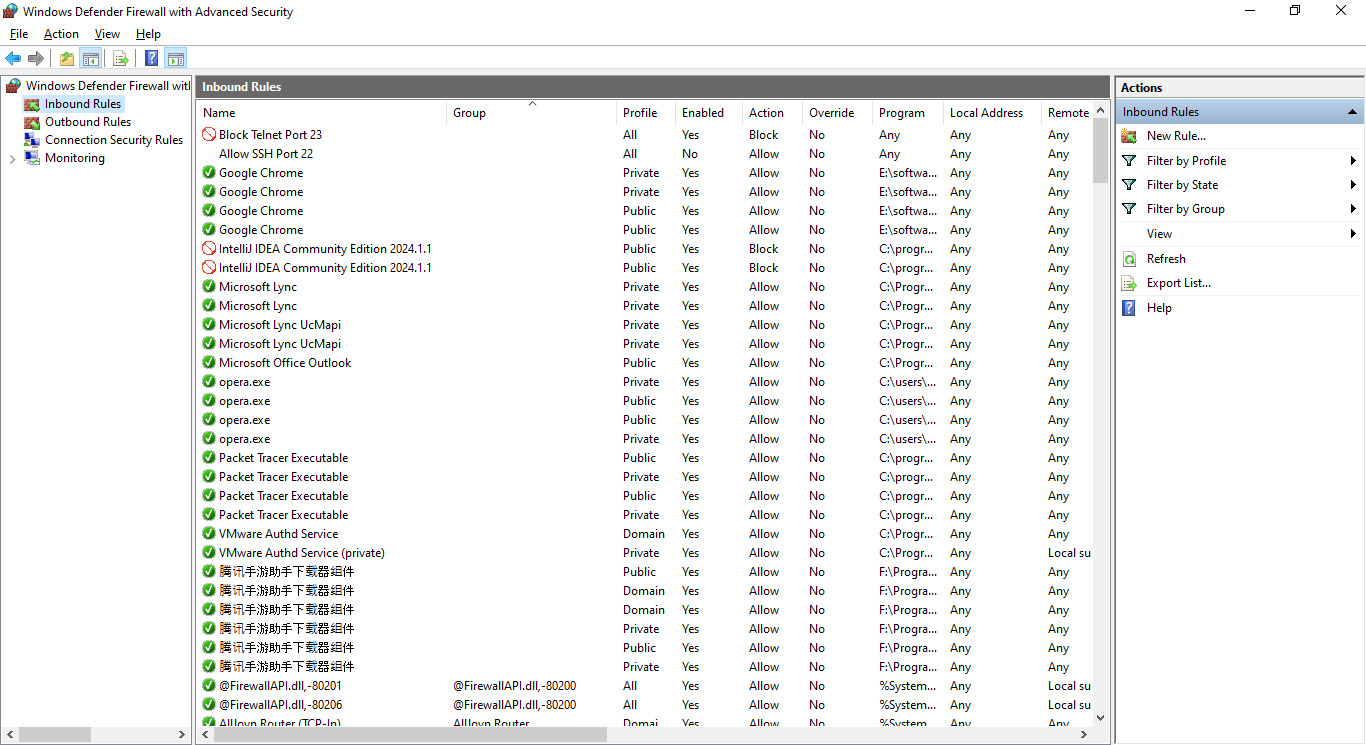 Windows Defender Firewall with Advanced Security
File Action View Help
Windows Defender Firewall witl
Inbound Rules
Outbound Rules
Connection Security Rules
Monitoring
Inbound Rules
Name Group Profile Enabled Action Override Program Local Address Remote
Block Telnet Port 23 All Yes Block No Any Any Any
Allow SSH Port 22 All No Allow No Any Any Any
Google Chrome Private Yes Allow No E:\softwa... Any Any
Google Chrome Private Yes Allow No E:\softwa... Any Any
Google Chrome Public Yes Allow No E:\softwa... Any Any
Google Chrome Public Yes Allow No E:\softwa... Any Any
IntelliJ IDEA Community Edition 2024.1.1 Public Yes Block No C:\progr... Any Any
IntelliJ IDEA Community Edition 2024.1.1 Public Yes Block No C:\progr... Any Any
Microsoft Lync Private Yes Allow No C:\Progr... Any Any
Microsoft Lync Private Yes Allow No C:\Progr... Any Any
Microsoft Lync UcMapi Private Yes Allow No C:\Progr... Any Any
Microsoft Lync UcMapi Private Yes Allow No C:\Progr... Any Any
Microsoft Office Outlook Public Yes Allow No C:\Progr... Any Any
opera.exe Private Yes Allow No C:\users\... Any Any
opera.exe Public Yes Allow No C:\users\... Any Any
opera.exe Public Yes Allow No C:\users\... Any Any
opera.exe Private Yes Allow No C:\users\... Any Any
Packet Tracer Executable Public Yes Allow No C:\progr... Any Any
Packet Tracer Executable Private Yes Allow No C:\progr... Any Any
Packet Tracer Executable Public Yes Allow No C:\progr... Any Any
Packet Tracer Executable Private Yes Allow No C:\progr... Any Any
VMware Authd Service Domain Yes Allow No C:\Progr... Any Any
VMware Authd Service (private) Private Yes Allow No C:\Progr... Any Local su
腾讯手游助手下载器组件 Public Yes Allow No F:\Progra... Any Any
腾讯手游助手下载器组件 Domain Yes Allow No F:\Progra... Any Any
腾讯手游助手下载器组件 Domain Yes Allow No F:\Progra... Any Any
腾讯手游助手下载器组件 Private Yes Allow No F:\Progra... Any Any
腾讯手游助手下载器组件 Public Yes Allow No F:\Progra... Any Any
腾讯手游助手下载器组件 Private Yes Allow No F:\Progra... Any Any
@FirewallAPI.dll,-80201 @FirewallAPI.dll,-80200 All Yes Allow No %System... Any Local su
@FirewallAPI.dll,-80206 @FirewallAPI.dll,-80200 All Yes Allow No %System... Any Local su
AllJoyn Router (TCP-In) AllJoyn Router Domai Yes Allow No %System Any Any
Actions
Inbound Rules
New Rule...
Filter by Profile
Filter by State
Filter by Group
View
Refresh
Export List...
Help